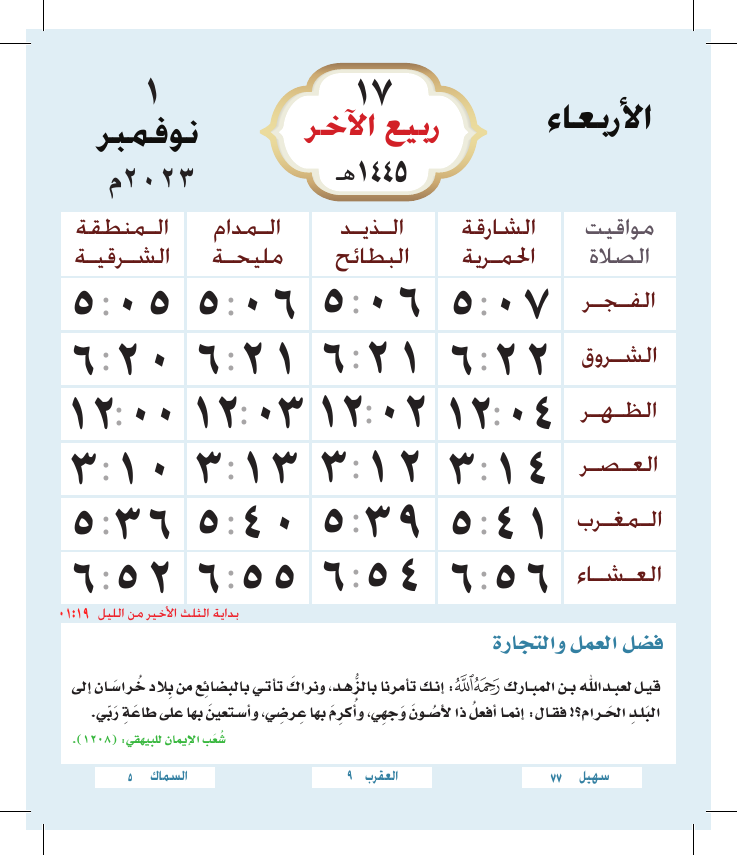 الأربعاء
١٧
ربيع الآخر
١٤٤٥هـ
١
نوفمبر
٢٠٢٣م
مواقيت الصلاة | الشارقة الحمرية | الذيد البطائح | المدام مليحة | المنطقة الشرقية
الفجر ٥:٠٧ ٥:٠٦ ٥:٠٦ ٥:٠٥
الشروق ٦:٢٢ ٦:٢١ ٦:٢١ ٦:٢٠
الظهر ١٢:٠٤ ١٢:٠٢ ١٢:٠٣ ١٢:٠٠
العصر ٣:١٤ ٣:١٢ ٣:١٣ ٣:١٠
المغرب ٥:٤١ ٥:٣٩ ٥:٤٠ ٥:٣٦
العشاء ٦:٥٦ ٦:٥٤ ٦:٥٥ ٦:٥٢
بداية الثلث الأخير من الليل ٠١:١٩
فضل العمل والتجارة
قيل لعبدالله بن المبارك رَحِمَهُ ٱللَّهُ: إنك تأمرنا بالزُّهد، ونراكَ تأتي بالبضائع من بِلاد خُراسَان إلى
البَلدِ الحَرام؟! فقال: إنما أفعلُ ذا لأصُونَ وَجهِي، وأُكرِمَ بها عِرضِي، وأستعينَ بها على طاعَةِ رَبّي.
شُعَب الإيمان للبيهقي: (١٢٠٨).
سهيل ٧٧
العقرب ٩
السماك ٥